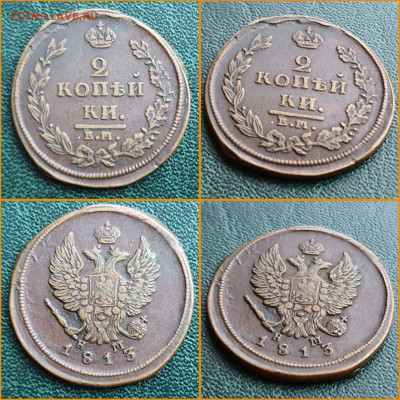 COINS.LAVE.RU
2
КОПѢЙ
КИ.
Е.М.
2
КОПѢЙ
КИ.
Е.М.
Н М
1813
Н М
1813